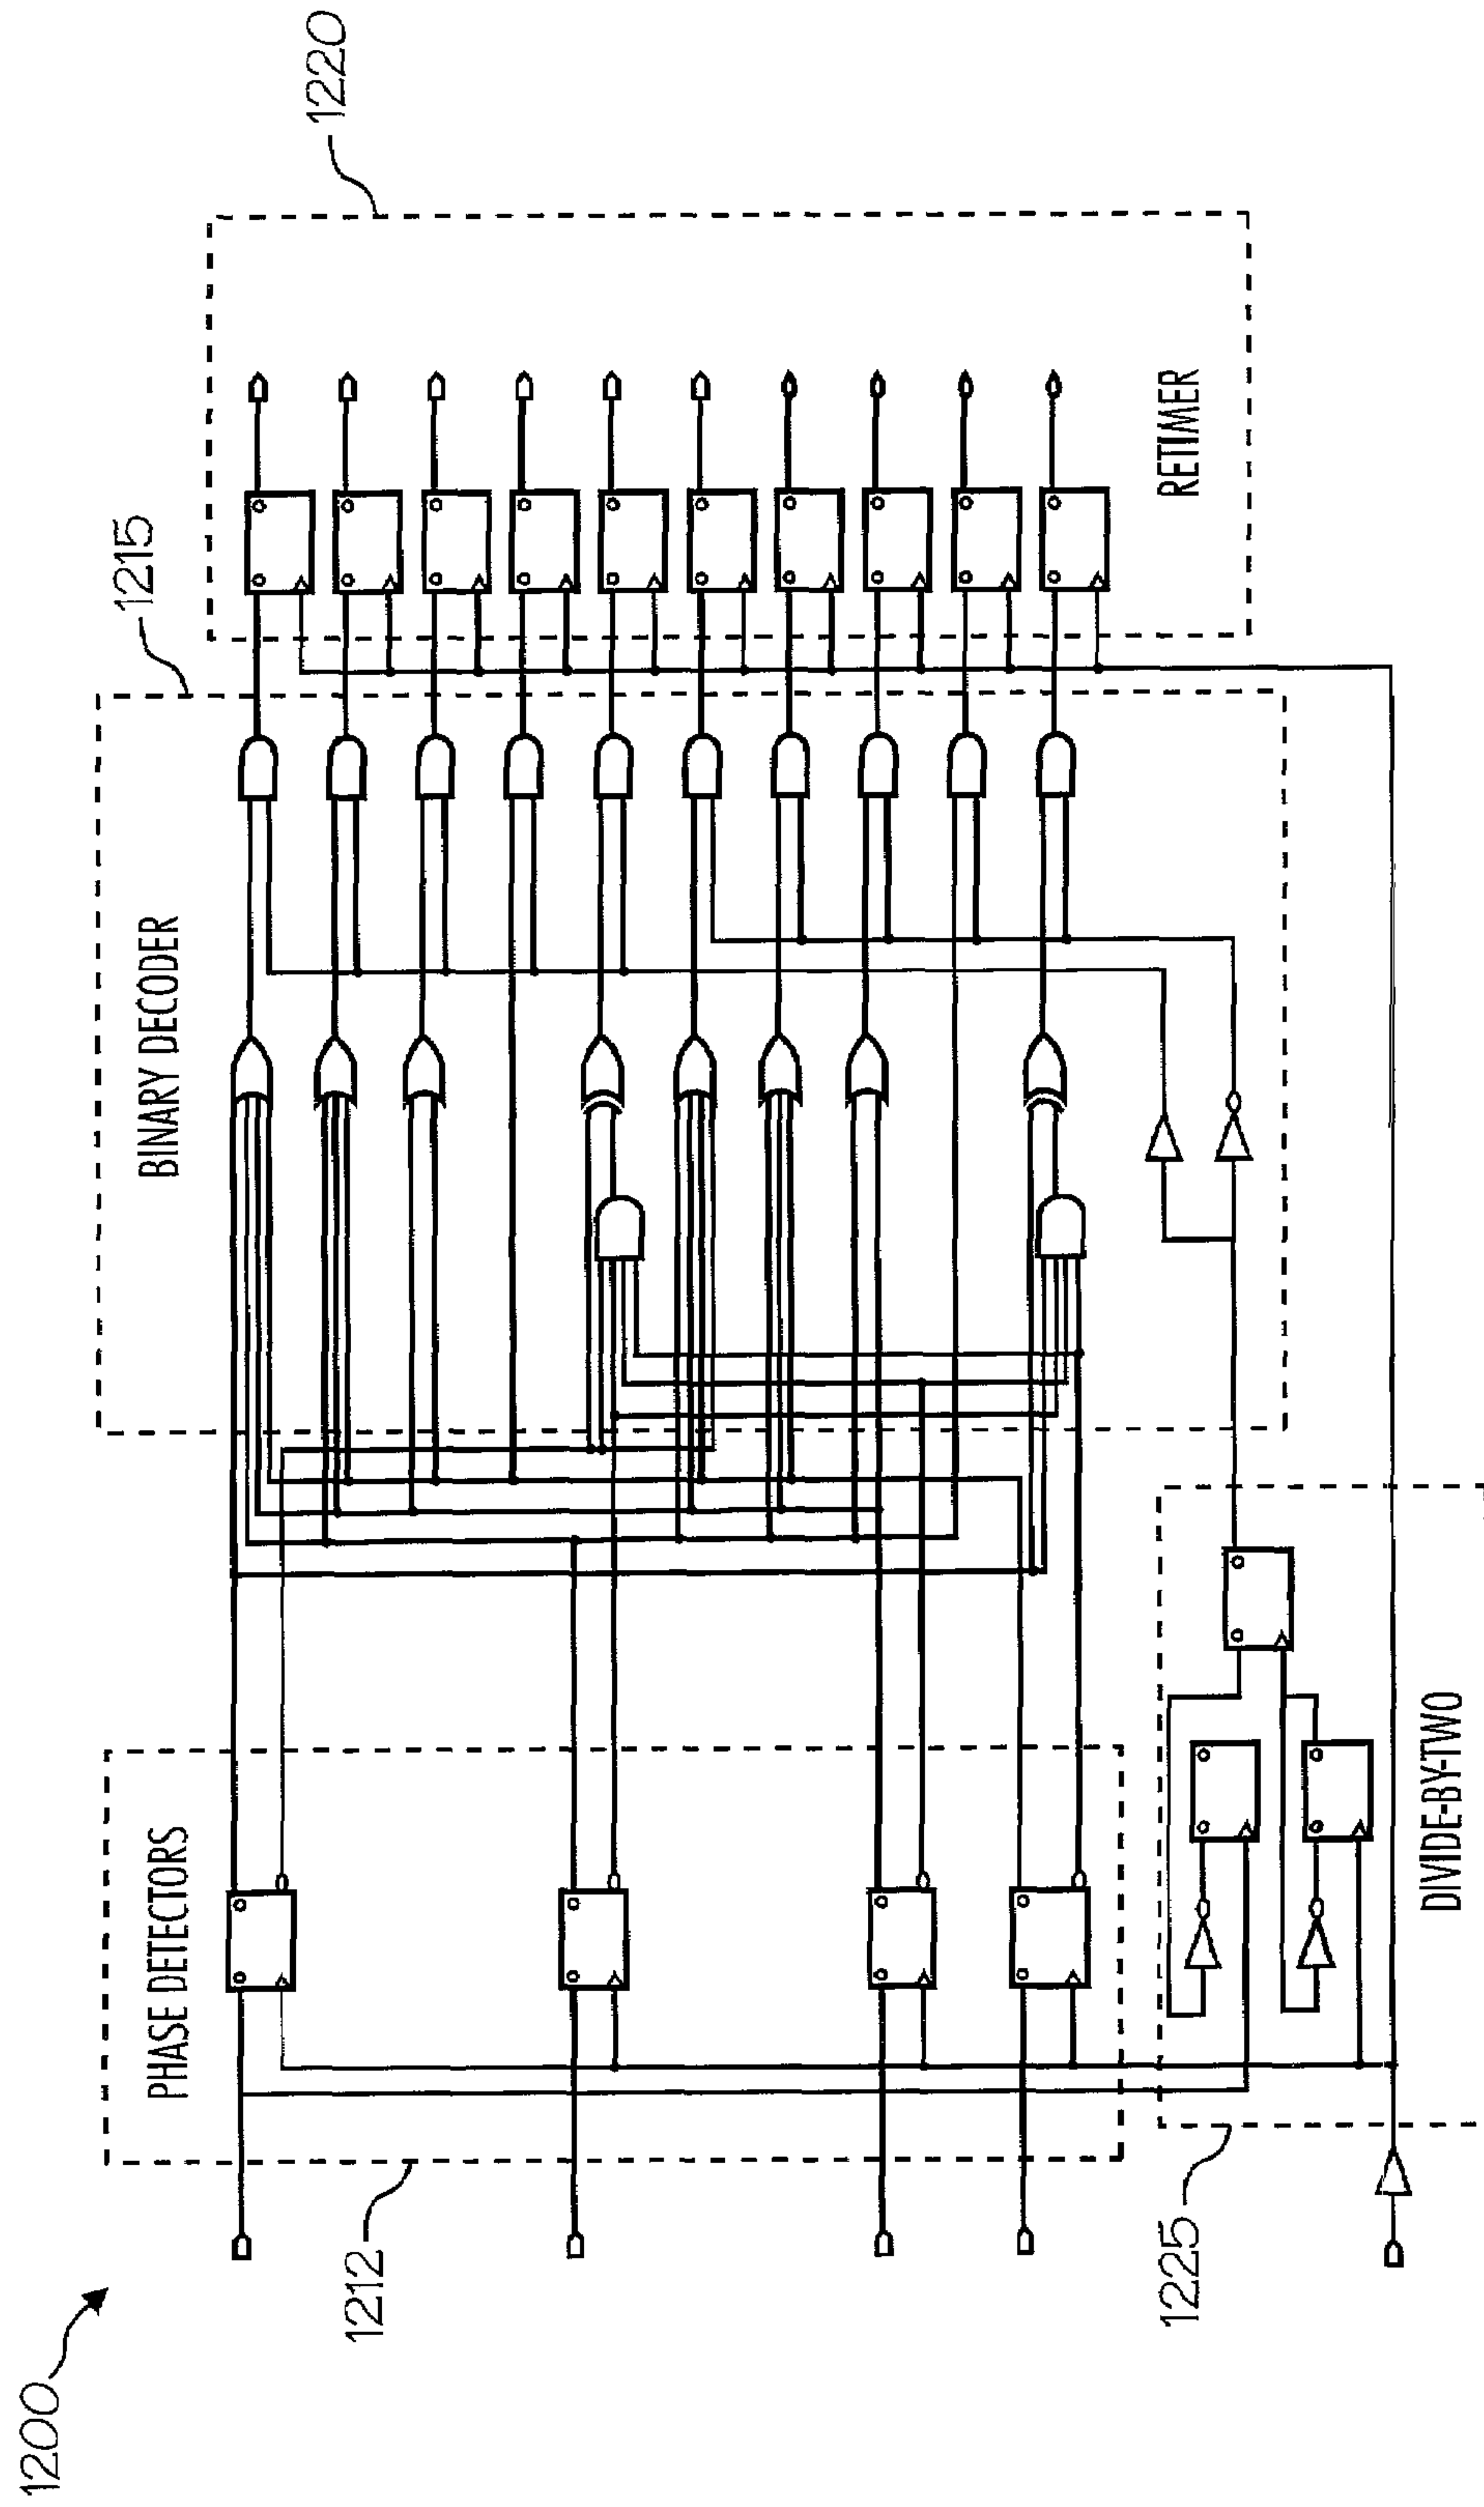 1200
PHASE DETECTORS
1212
BINARY DECODER
1215
1220
RETIMER
1225
DIVIDE-BY-TWO